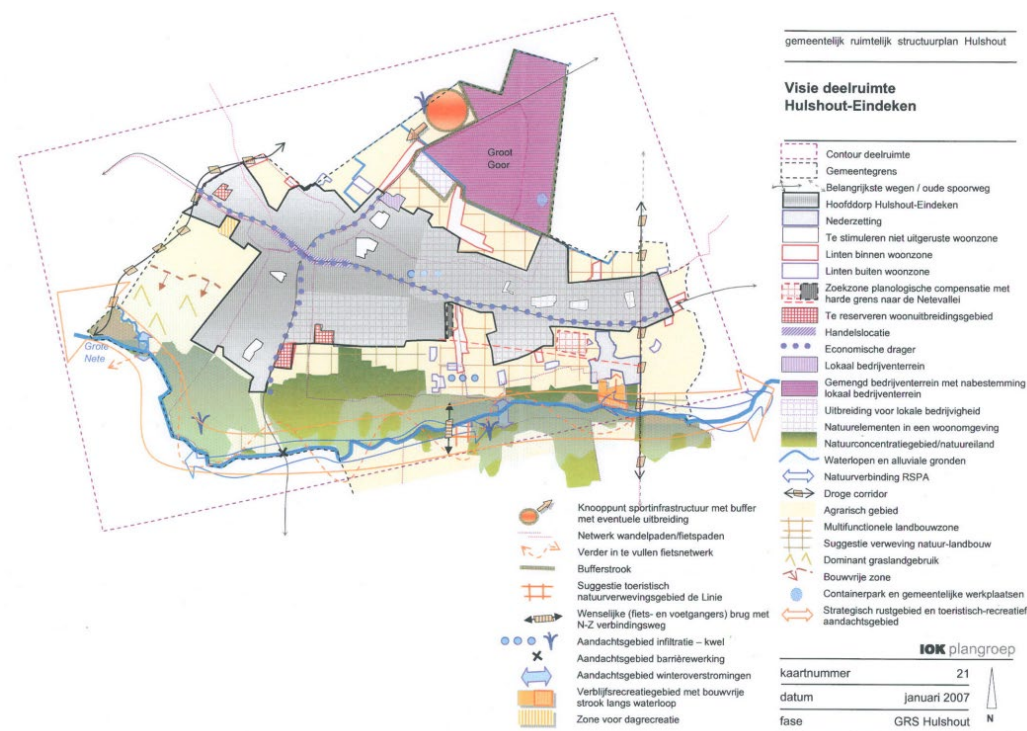 gemeentelijk ruimtelijk structuurplan Hulshout
Visie deelruimte
Hulshout-Eindeken
Groot
Goor
Grote
Nete
Contour deelruimte
Gemeentegrens
Belangrijkste wegen / oude spoorweg
Hoofddorp Hulshout-Eindeken
Nederzetting
Te stimuleren niet uitgeruste woonzone
Linten binnen woonzone
Linten buiten woonzone
Zoekzone planologische compensatie met
harde grens naar de Netevallei
Te reserveren woonuitbreidingsgebied
Handelslocatie
Economische drager
Lokaal bedrijventerrein
Gemengd bedrijventerrein met nabestemming
lokaal bedrijventerrein
Uitbreiding voor lokale bedrijvigheid
Natuurelementen in een woonomgeving
Natuurconcentratiegebied/natuureiland
Waterlopen en alluviale gronden
Natuurverbinding RSPA
Droge corridor
Agrarisch gebied
Multifunctionele landbouwzone
Suggestie verweving natuur-landbouw
Dominant graslandgebruik
Bouwvrije zone
Containerpark en gemeentelijke werkplaatsen
Strategisch rustgebied en toeristisch-recreatief
aandachtsgebied
Knooppunt sportinfrastructuur met buffer
met eventuele uitbreiding
Netwerk wandelpaden/fietspaden
Verder in te vullen fietsnetwerk
Bufferstrook
Suggestie toeristisch
natuurverwevingsgebied de Linie
Wenselijke (fiets- en voetgangers) brug met
N-Z verbindingsweg
Aandachtsgebied infiltratie – kwel
Aandachtsgebied barrièrewerking
Aandachtsgebied winteroverstromingen
Verblijfsrecreatiegebied met bouwvrije
strook langs waterloop
Zone voor dagrecreatie
IOK plangroep
kaartnummer 21
datum januari 2007
fase GRS Hulshout
N